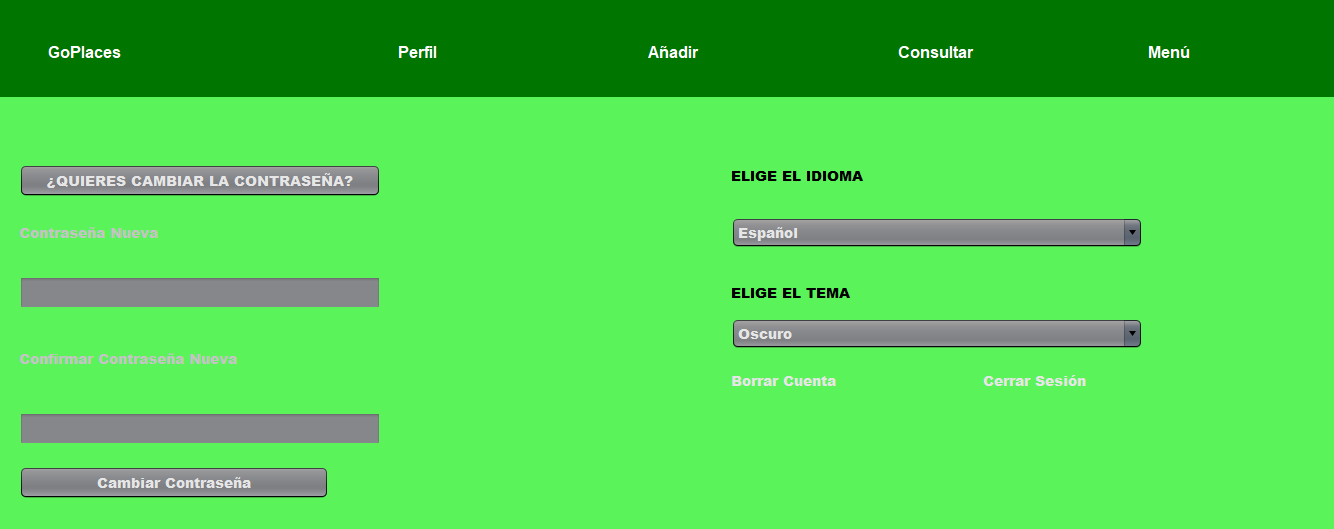 GoPlaces
Perfil
Añadir
Consultar
Menú
¿QUIERES CAMBIAR LA CONTRASEÑA?
Contraseña Nueva
Confirmar Contraseña Nueva
Cambiar Contraseña
ELIGE EL IDIOMA
Español
ELIGE EL TEMA
Oscuro
Borrar Cuenta
Cerrar Sesión